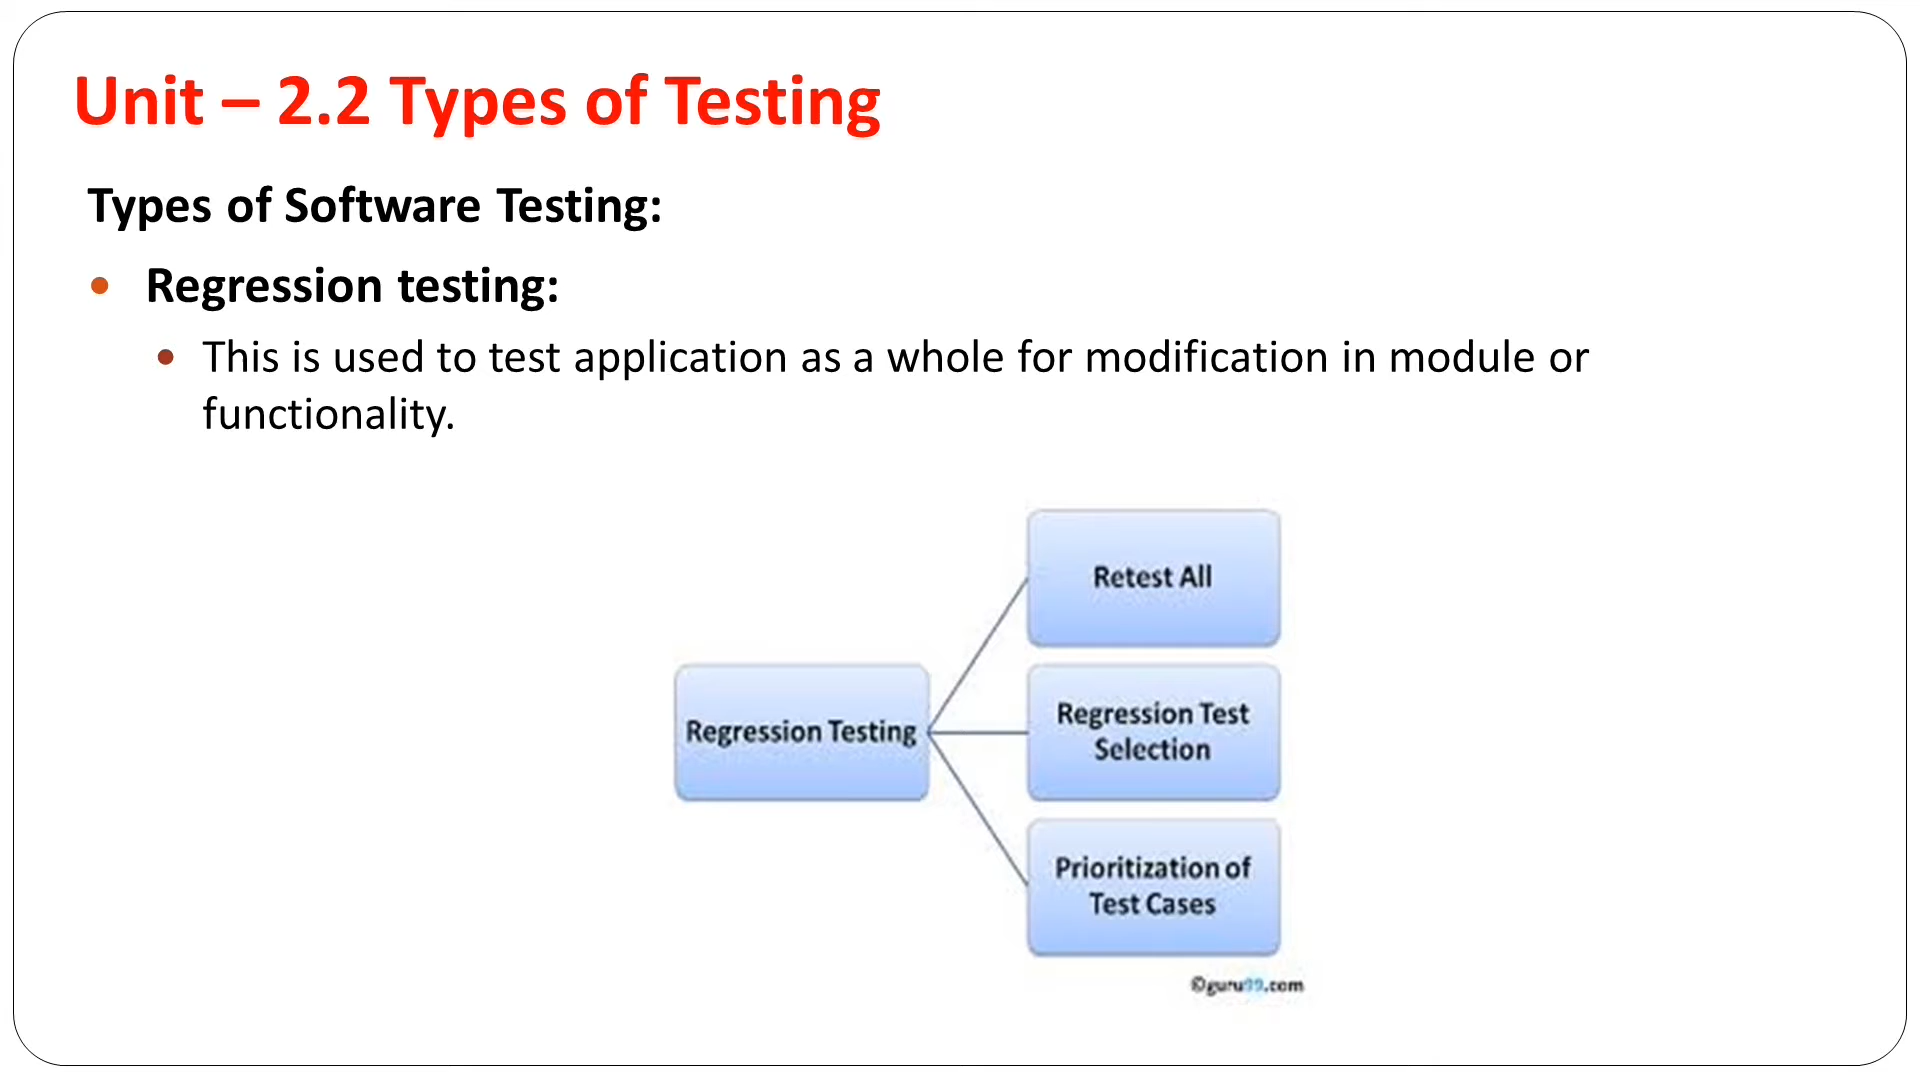 Unit – 2.2 Types of Testing
Types of Software Testing:
• Regression testing:
• This is used to test application as a whole for modification in module or
functionality.
Retest All
Regression Testing
Regression Test
Selection
Prioritization of
Test Cases
©guru99.com